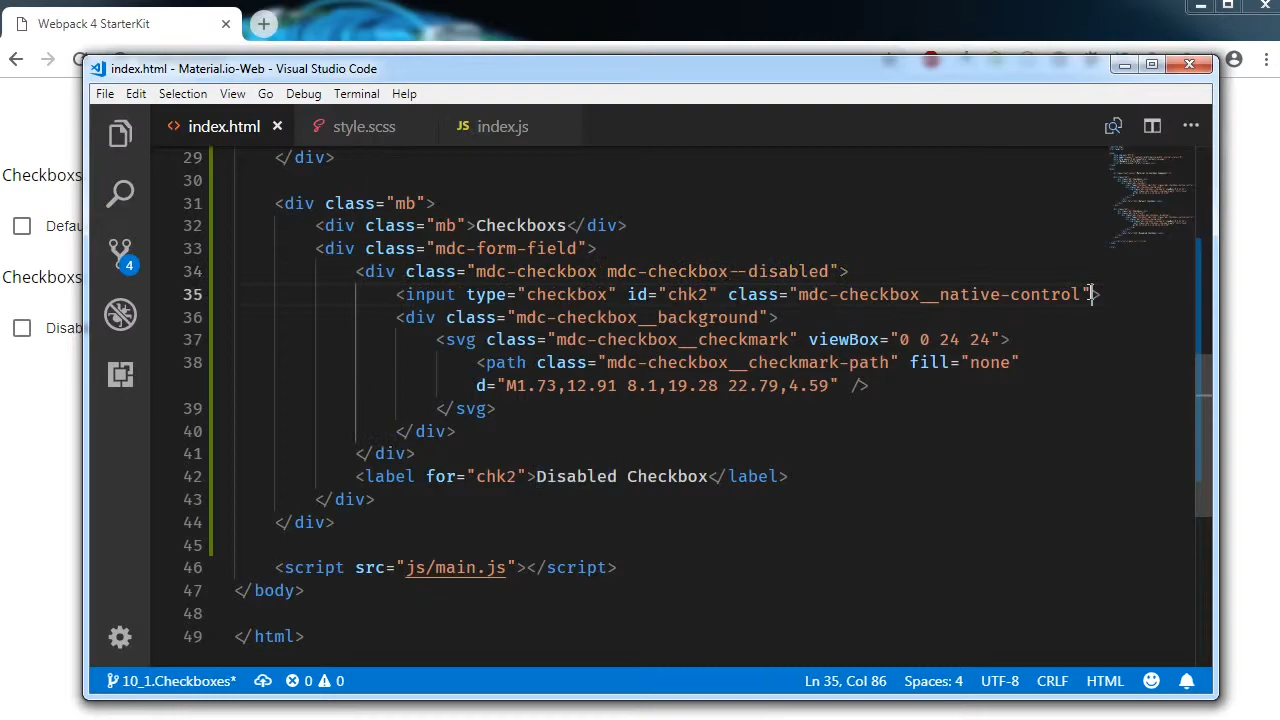 Webpack 4 StarterKit
index.html - Material.io-Web - Visual Studio Code
File Edit Selection View Go Debug Terminal Help
index.html
style.scss
JS index.js
Checkboxs
Defau
Checkboxs
Disab
4
29 </div>
30
31 <div class="mb">
32 <div class="mb">Checkboxs</div>
33 <div class="mdc-form-field">
34 <div class="mdc-checkbox mdc-checkbox--disabled">
35 <input type="checkbox" id="chk2" class="mdc-checkbox__native-control">
36 <div class="mdc-checkbox__background">
37 <svg class="mdc-checkbox__checkmark" viewBox="0 0 24 24">
38 <path class="mdc-checkbox__checkmark-path" fill="none"
d="M1.73,12.91 8.1,19.28 22.79,4.59" />
39 </svg>
40 </div>
41 </div>
42 <label for="chk2">Disabled Checkbox</label>
43 </div>
44 </div>
45
46 <script src="js/main.js"></script>
47 </body>
48
49 </html>
10_1.Checkboxes* 0 0 Ln 35, Col 86 Spaces: 4 UTF-8 CRLF HTML